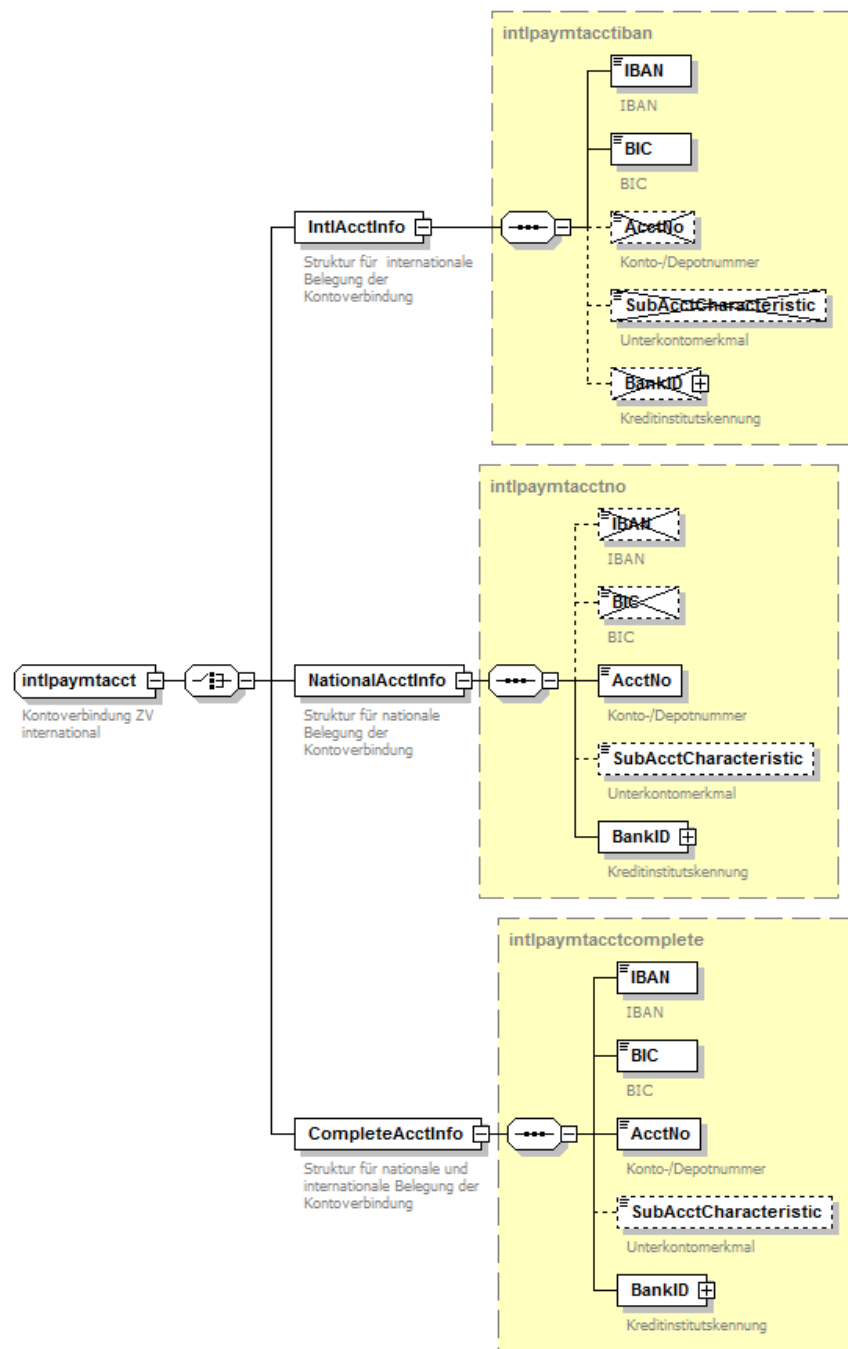 intlpaymtacctiban
IBAN
IBAN
BIC
BIC
IntlAcctInfo
Struktur für internationale
Belegung der
Kontoverbindung
AcctNo
Konto-/Depotnummer
SubAcctCharacteristic
Unterkontomerkmal
BankID
Kreditinstitutskennung
intlpaymtacctno
IBAN
IBAN
BIC
BIC
intlpaymtacct
Kontoverbindung ZV
international
NationalAcctInfo
Struktur für nationale
Belegung der
Kontoverbindung
AcctNo
Konto-/Depotnummer
SubAcctCharacteristic
Unterkontomerkmal
BankID
Kreditinstitutskennung
intlpaymtacctcomplete
IBAN
IBAN
BIC
BIC
CompleteAcctInfo
Struktur für nationale und
internationale Belegung der
Kontoverbindung
AcctNo
Konto-/Depotnummer
SubAcctCharacteristic
Unterkontomerkmal
BankID
Kreditinstitutskennung